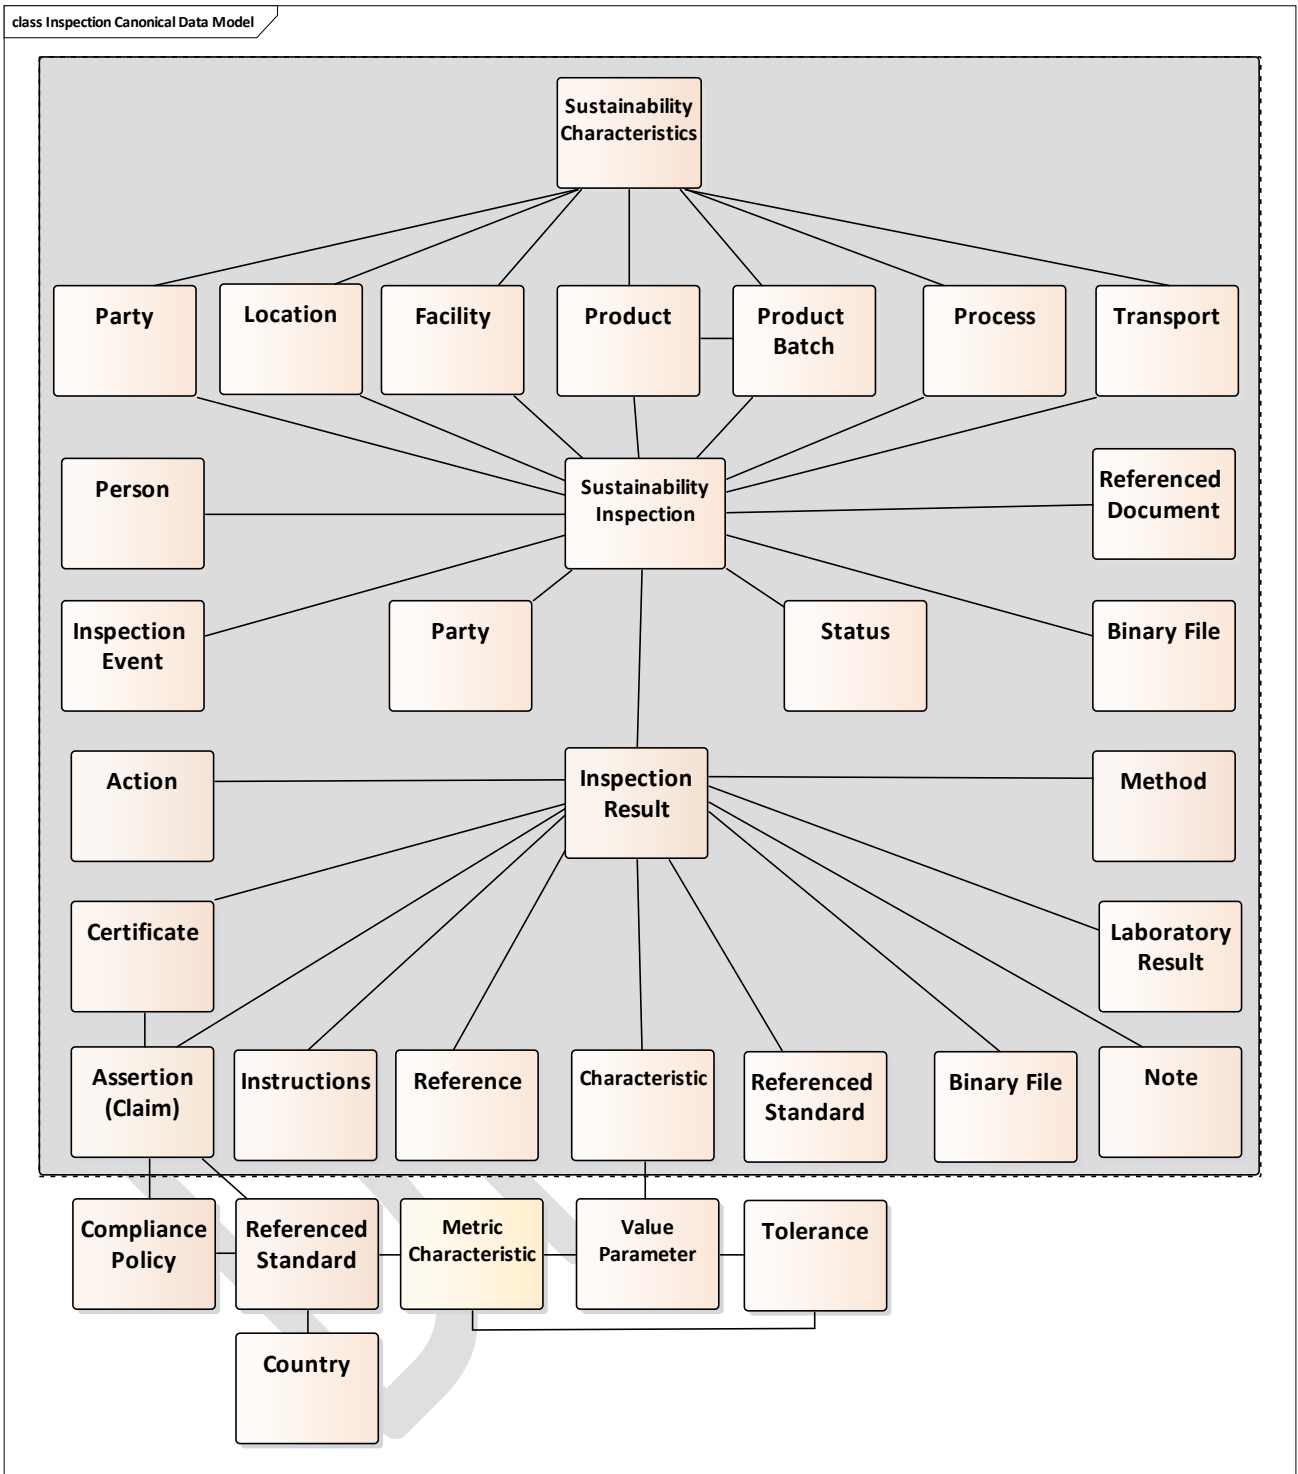 class Inspection Canonical Data Model
Sustainability
Characteristics
Party
Location
Facility
Product
Product
Batch
Process
Transport
Person
Sustainability
Inspection
Referenced
Document
Inspection
Event
Party
Status
Binary File
Action
Inspection
Result
Method
Certificate
Laboratory
Result
Assertion
(Claim)
Instructions
Reference
Characteristic
Referenced
Standard
Binary File
Note
Compliance
Policy
Referenced
Standard
Metric
Characteristic
Value
Parameter
Tolerance
Country